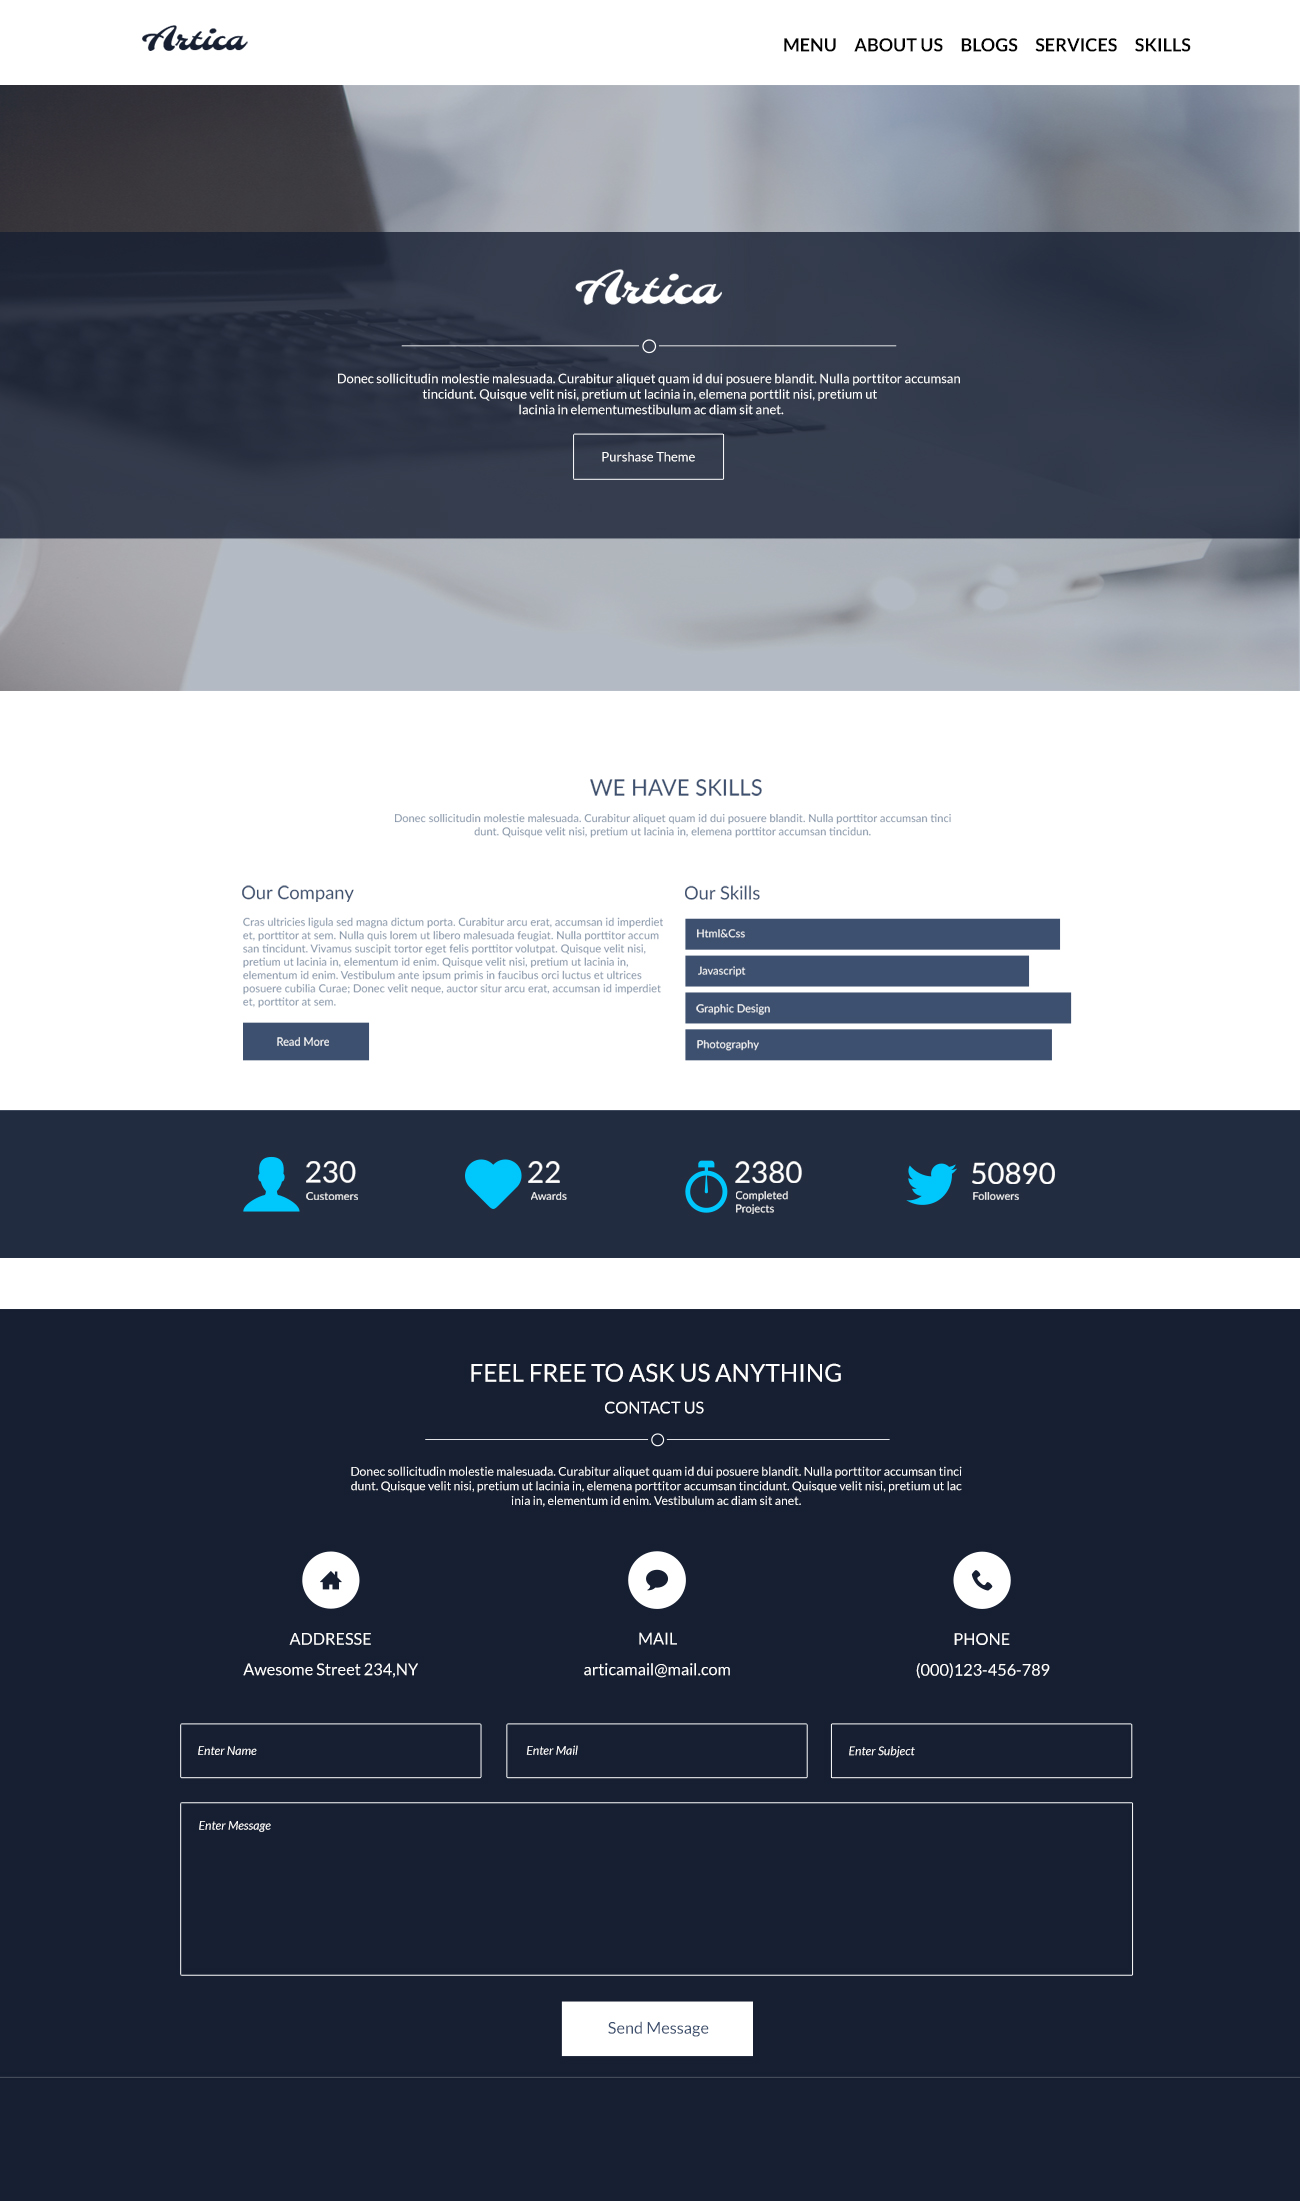 Artica
MENU ABOUT US BLOGS SERVICES SKILLS
Artica
Donec sollicitudin molestie malesuada. Curabitur aliquet quam id dui posuere blandit. Nulla porttitor accumsan
tincidunt. Quisque velit nisi, pretium ut lacinia in, elemena porttlit nisi, pretium ut
lacinia in elementumestibulum ac diam sit anet.
Purshase Theme
WE HAVE SKILLS
Donec sollicitudin molestie malesuada. Curabitur aliquet quam id dui posuere blandit. Nulla porttitor accumsan tinci
dunt. Quisque velit nisi, pretium ut lacinia in, elemena porttitor accumsan tincidun.
Our Company
Cras ultricies ligula sed magna dictum porta. Curabitur arcu erat, accumsan id imperdiet
et, porttitor at sem. Nulla quis lorem ut libero malesuada feugiat. Nulla porttitor accum
san tincidunt. Vivamus suscipit tortor eget felis porttitor volutpat. Quisque velit nisi,
pretium ut lacinia in, elementum id enim. Quisque velit nisi, pretium ut lacinia in,
elementum id enim. Vestibulum ante ipsum primis in faucibus orci luctus et ultrices
posuere cubilia Curae; Donec velit neque, auctor situr arcu erat, accumsan id imperdiet
et, porttitor at sem.
Read More
Our Skills
Html&Css
Javascript
Graphic Design
Photography
230
Customers
22
Awards
2380
Completed
Projects
50890
Followers
FEEL FREE TO ASK US ANYTHING
CONTACT US
Donec sollicitudin molestie malesuada. Curabitur aliquet quam id dui posuere blandit. Nulla porttitor accumsan tinci
dunt. Quisque velit nisi, pretium ut lacinia in, elemena porttitor accumsan tincidunt. Quisque velit nisi, pretium ut lac
inia in, elementum id enim. Vestibulum ac diam sit anet.
ADDRESSE
Awesome Street 234,NY
MAIL
articamail@mail.com
PHONE
(000)123-456-789
Enter Name
Enter Mail
Enter Subject
Enter Message
Send Message